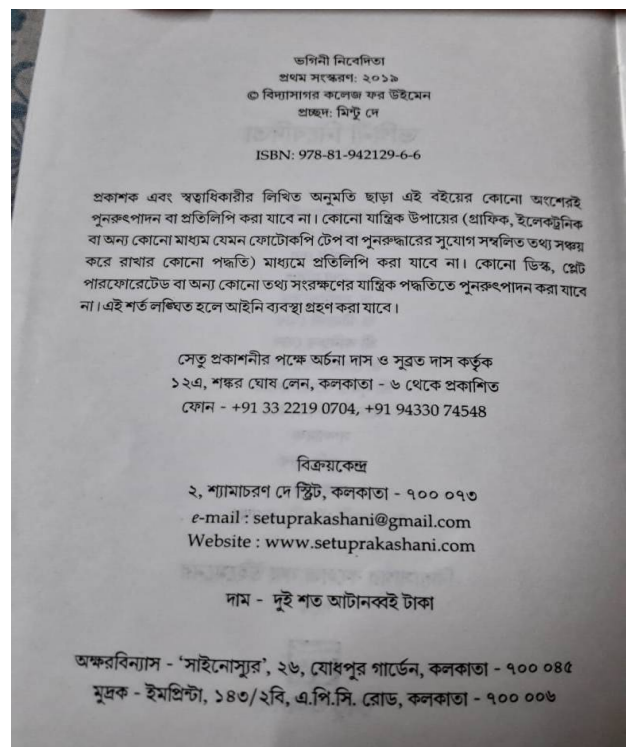 ভগিনী নিবেদিতা
প্রথম সংস্করণ: ২০১৯
© বিদ্যাসাগর কলেজ ফর উইমেন
প্রচ্ছদ: মিন্টু দে
ISBN: 978-81-942129-6-6
প্রকাশক এবং স্বত্বাধিকারীর লিখিত অনুমতি ছাড়া এই বইয়ের কোনো অংশেরই
পুনরুৎপাদন বা প্রতিলিপি করা যাবে না। কোনো যান্ত্রিক উপায়ের (গ্রাফিক, ইলেকট্রনিক
বা অন্য কোনো মাধ্যম যেমন ফোটোকপি টেপ বা পুনরুদ্ধারের সুযোগ সম্বলিত তথ্য সঞ্চয়
করে রাখার কোনো পদ্ধতি) মাধ্যমে প্রতিলিপি করা যাবে না। কোনো ডিস্ক, প্লেট
পারফোরেটেড বা অন্য কোনো তথ্য সংরক্ষণের যান্ত্রিক পদ্ধতিতে পুনরুৎপাদন করা যাবে
না। এই শর্ত লঙ্ঘিত হলে আইনি ব্যবস্থা গ্রহণ করা যাবে।
সেতু প্রকাশনীর পক্ষে অর্চনা দাস ও সুব্রত দাস কর্তৃক
১২এ, শঙ্কর ঘোষ লেন, কলকাতা - ৬ থেকে প্রকাশিত
ফোন - +91 33 2219 0704, +91 94330 74548
বিক্রয়কেন্দ্র
২, শ্যামাচরণ দে স্ট্রিট, কলকাতা - ৭০০ ০৭৩
e-mail : setuprakashani@gmail.com
Website : www.setuprakashani.com
দাম - দুই শত আটানব্বই টাকা
অক্ষরবিন্যাস - ‘সাইনোস্যুর’, ২৬, যোধপুর গার্ডেন, কলকাতা - ৭০০ ০৪৫
মুদ্রক - ইমপ্রিন্টা, ১৪৩/২বি, এ.পি.সি. রোড, কলকাতা - ৭০০ ০০৬